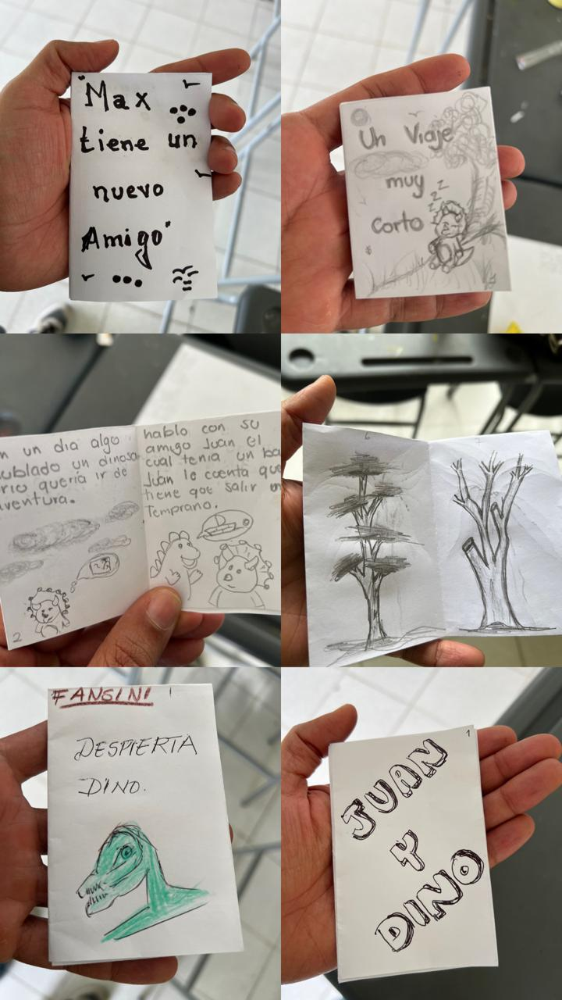 "Max
tiene un
nuevo
Amigo"
Un Viaje
muy
Corto
z z z
n un dia algo
ublado un dinosa
rio quería ir de
ventura.
2
hablo con su
amigo Juan el
cual tenia un ba
Juan le cuenta que
tiene que salir
Temprano.
6
7
FANSINI
1
DESPIERTA
DINO.
1
JUAN
Y
DINO